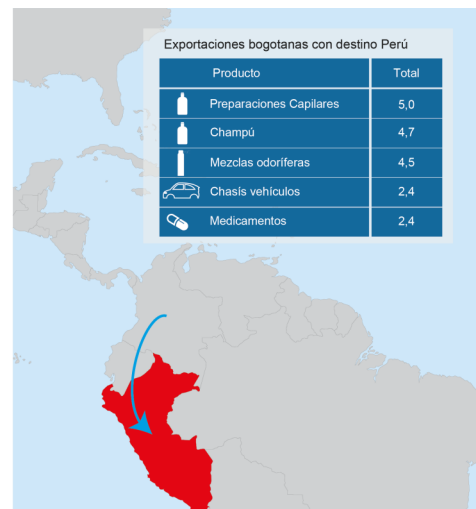 Exportaciones bogotanas con destino Perú
Producto Total
Preparaciones Capilares 5,0
Champú 4,7
Mezclas odoríferas 4,5
Chasís vehículos 2,4
Medicamentos 2,4